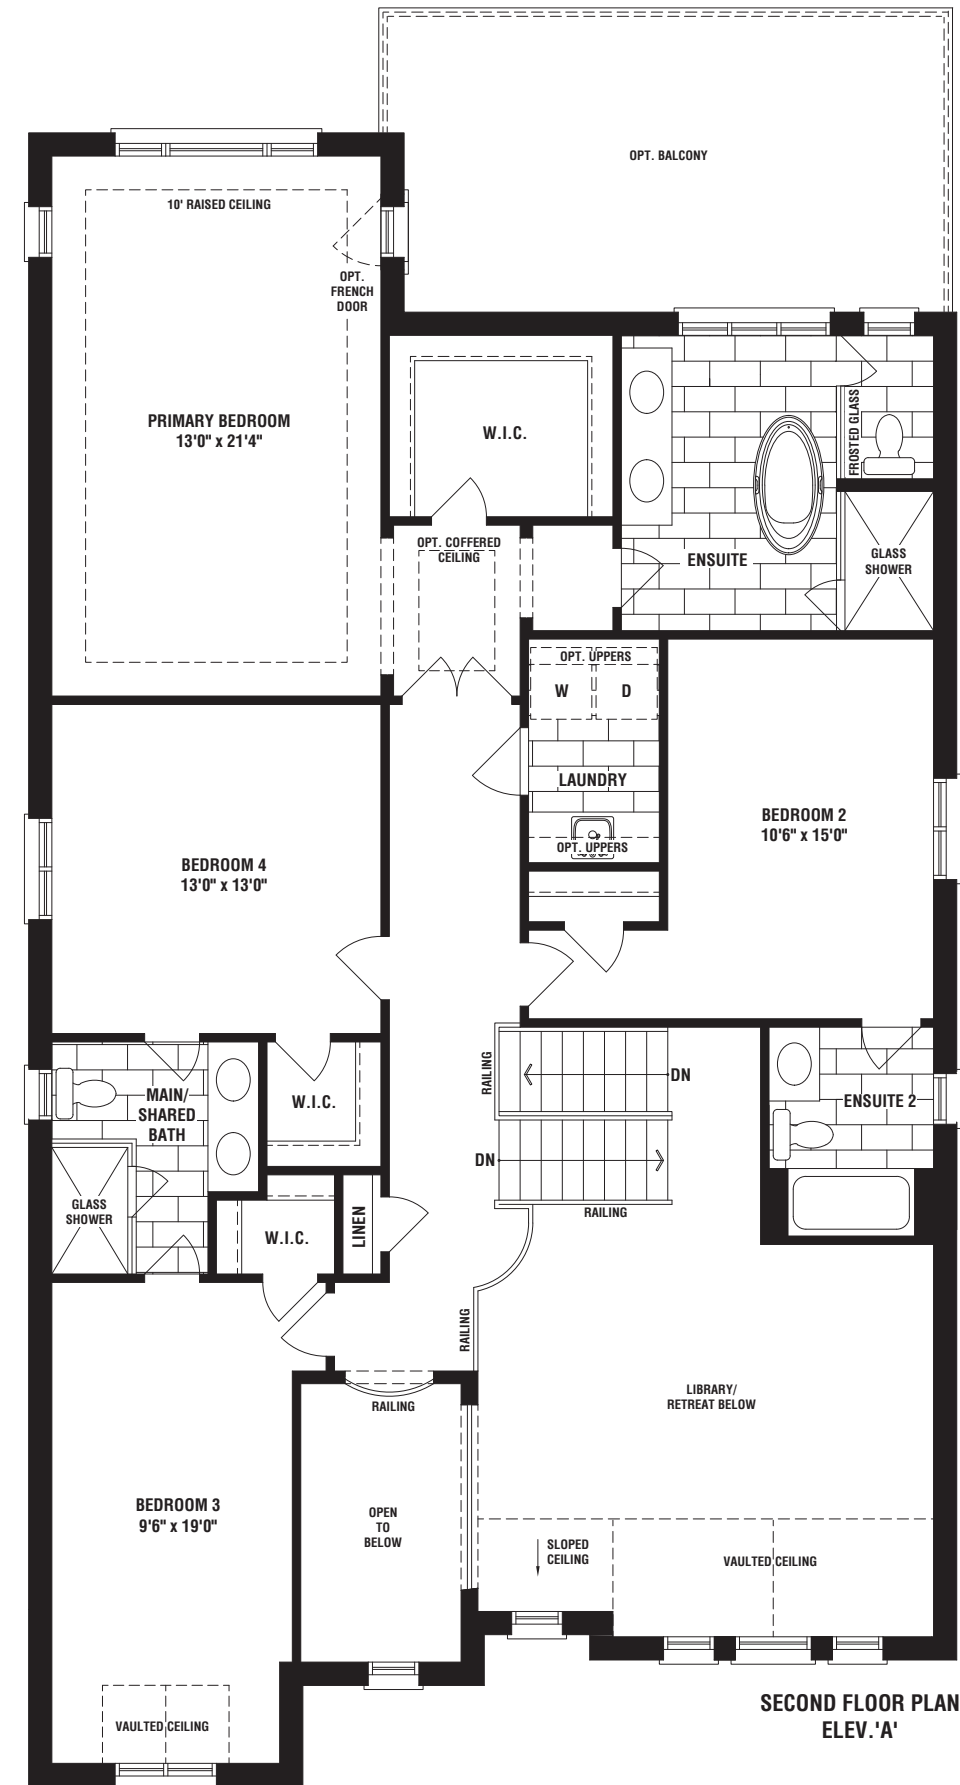 OPT. BALCONY
10' RAISED CEILING
OPT.
FRENCH
DOOR
PRIMARY BEDROOM
13'0" x 21'4"
W.I.C.
FROSTED GLASS
OPT. COFFERED
CEILING
ENSUITE
GLASS
SHOWER
OPT. UPPERS
W
D
LAUNDRY
OPT. UPPERS
BEDROOM 2
10'6" x 15'0"
BEDROOM 4
13'0" x 13'0"
RAILING
DN
MAIN/
SHARED
BATH
W.I.C.
ENSUITE 2
DN
GLASS
SHOWER
W.I.C.
LINEN
RAILING
RAILING
RAILING
LIBRARY/
RETREAT BELOW
BEDROOM 3
9'6" x 19'0"
OPEN
TO
BELOW
SLOPED
CEILING
VAULTED CEILING
VAULTED CEILING
SECOND FLOOR PLAN
ELEV.'A'